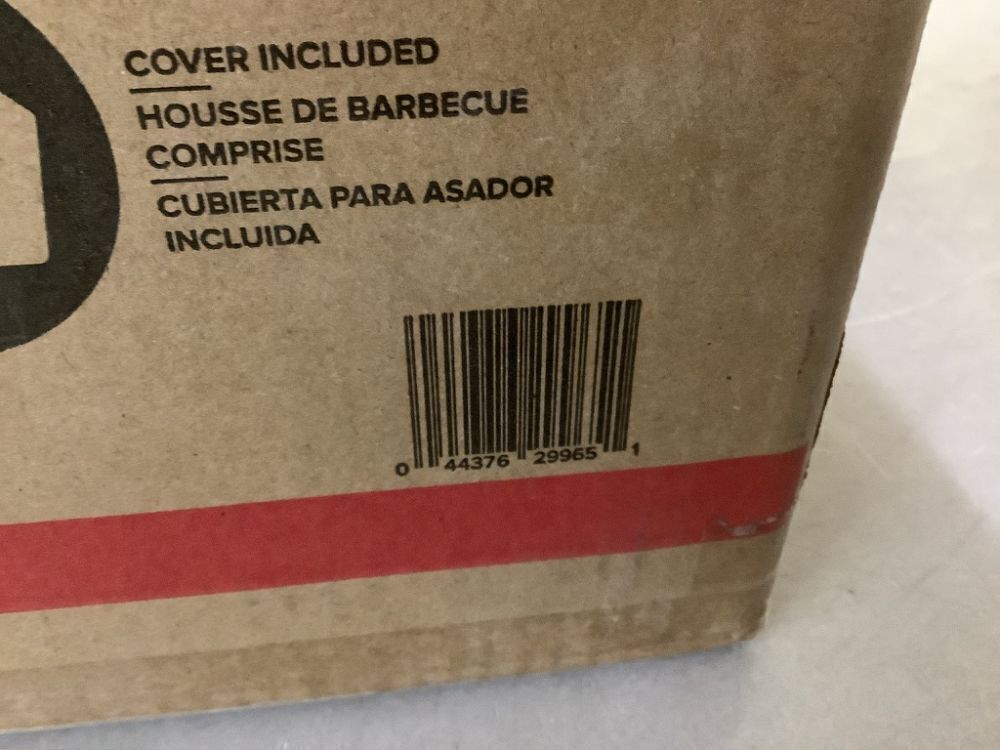 COVER INCLUDED
HOUSSE DE BARBECUE
COMPRISE
CUBIERTA PARA ASADOR
INCLUIDA
0 44376 29965 1